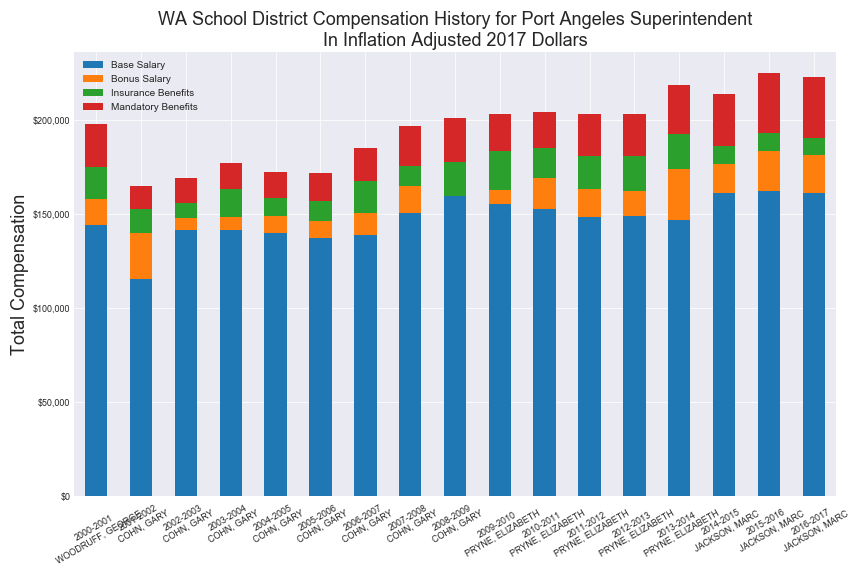 WA School District Compensation History for Port Angeles Superintendent
In Inflation Adjusted 2017 Dollars
Base Salary
Bonus Salary
Insurance Benefits
Mandatory Benefits
Total Compensation
$200,000
$150,000
$100,000
$50,000
$0
2000-2001
WOODRUFF, GEORGE
2001-2002
COHN, GARY
2002-2003
COHN, GARY
2003-2004
COHN, GARY
2004-2005
COHN, GARY
2005-2006
COHN, GARY
2006-2007
COHN, GARY
2007-2008
COHN, GARY
2008-2009
COHN, GARY
2009-2010
PRYNE, ELIZABETH
2010-2011
PRYNE, ELIZABETH
2011-2012
PRYNE, ELIZABETH
2012-2013
PRYNE, ELIZABETH
2013-2014
PRYNE, ELIZABETH
2014-2015
JACKSON, MARC
2015-2016
JACKSON, MARC
2016-2017
JACKSON, MARC